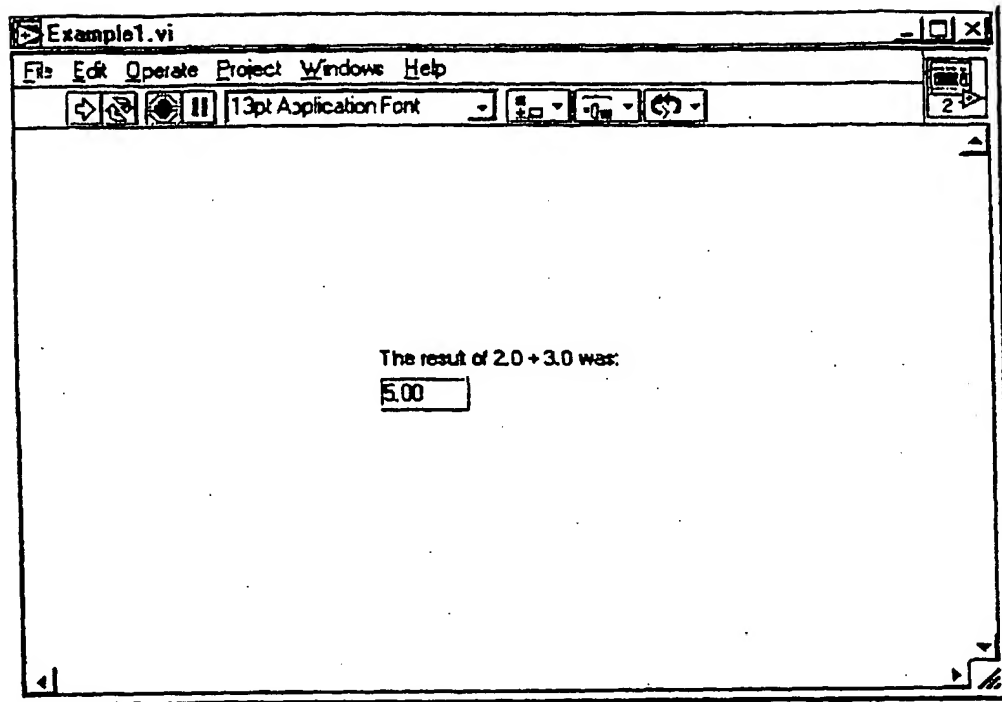 Example1.vi
File Edit Operate Project Windows Help
13pt Application Font
2
The result of 2.0 + 3.0 was:
5.00